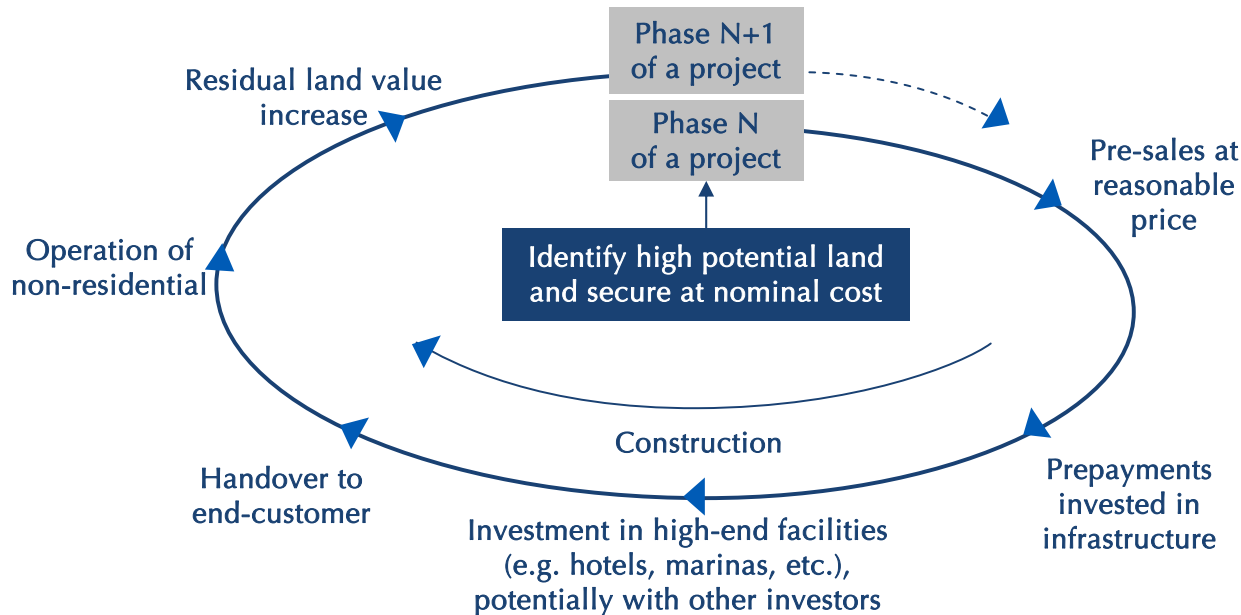 Phase N+1
of a project
Phase N
of a project
Residual land value
increase
Pre-sales at
reasonable
price
Identify high potential land
and secure at nominal cost
Operation of
non-residential
Construction
Handover to
end-customer
Prepayments
invested in
infrastructure
Investment in high-end facilities
(e.g. hotels, marinas, etc.),
potentially with other investors